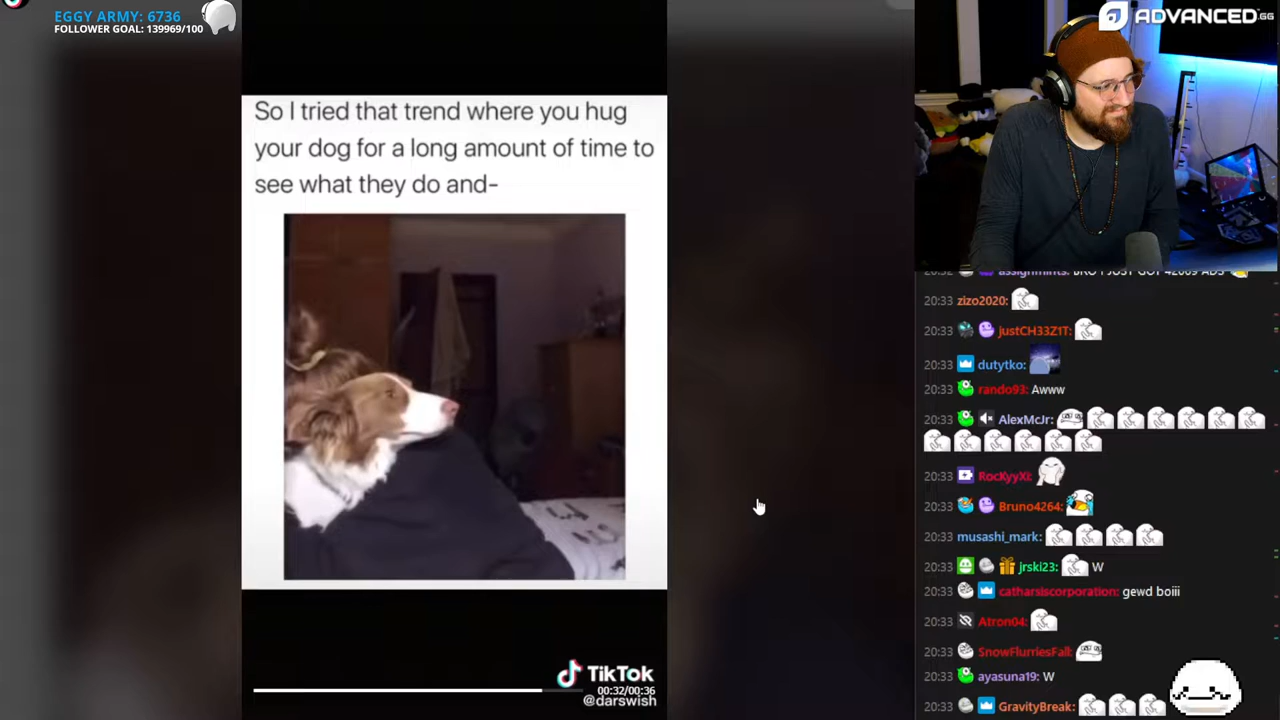 EGGY ARMY: 6736
FOLLOWER GOAL: 139969/100
ADVANCED.GG
So I tried that trend where you hug
your dog for a long amount of time to
see what they do and-
20:33 zizo2020:
20:33 justCH33Z1T:
20:33 dutytko:
20:33 rando93: Awww
20:33 AlexMcJr:
20:33 RocKyyXi:
20:33 Bruno4264:
20:33 musashi_mark:
20:33 jrski23: W
20:33 catharsiscorporation: gewd boiii
20:33 Atron04:
20:33 SnowFlurriesFall:
20:33 ayasuna19: W
20:33 GravityBreak:
TikTok
00:32/00:36
@darswish